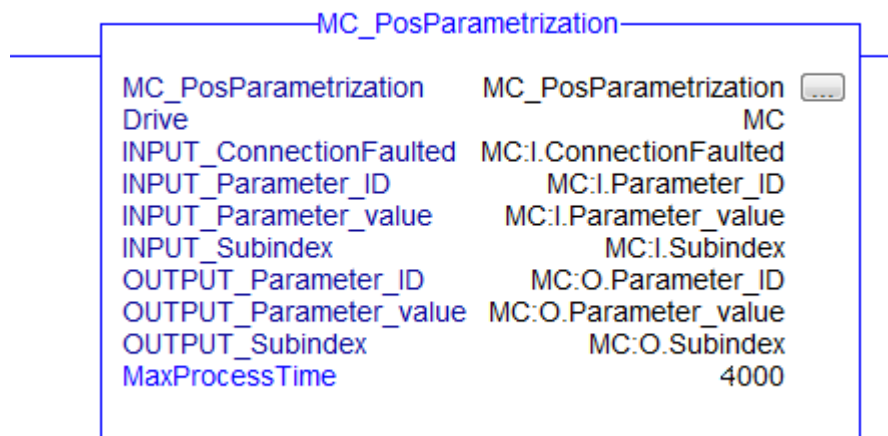 MC_PosParametrization
MC_PosParametrization MC_PosParametrization ...
Drive MC
INPUT_ConnectionFaulted MC:I.ConnectionFaulted
INPUT_Parameter_ID MC:I.Parameter_ID
INPUT_Parameter_value MC:I.Parameter_value
INPUT_Subindex MC:I.Subindex
OUTPUT_Parameter_ID MC:O.Parameter_ID
OUTPUT_Parameter_value MC:O.Parameter_value
OUTPUT_Subindex MC:O.Subindex
MaxProcessTime 4000